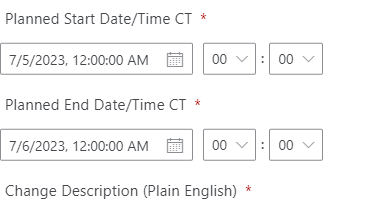 Planned Start Date/Time CT *
7/5/2023, 12:00:00 AM 00 : 00
Planned End Date/Time CT *
7/6/2023, 12:00:00 AM 00 : 00
Change Description (Plain English) *